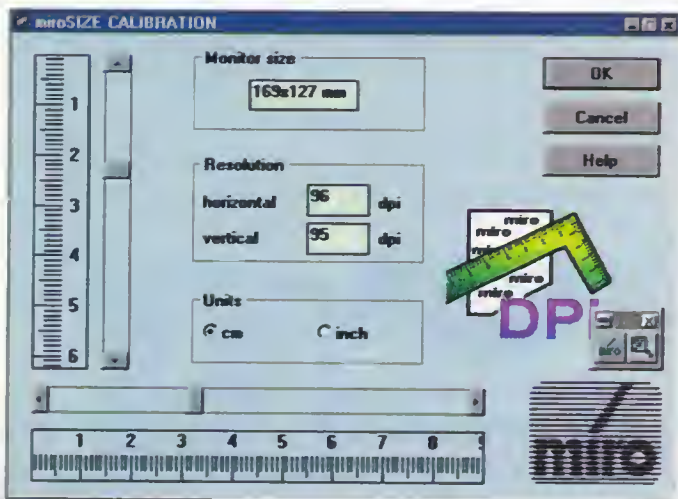 miroSIZE CALIBRATION
Monitor size
169x127 mm
OK
Cancel
Help
Resolution
horizontal 96 dpi
vertical 95 dpi
Units
cm inch
miro
miro
miro
miro
miro
DPi
miro
1
2
3
4
5
6
1 2 3 4 5 6 7 8 9
miro